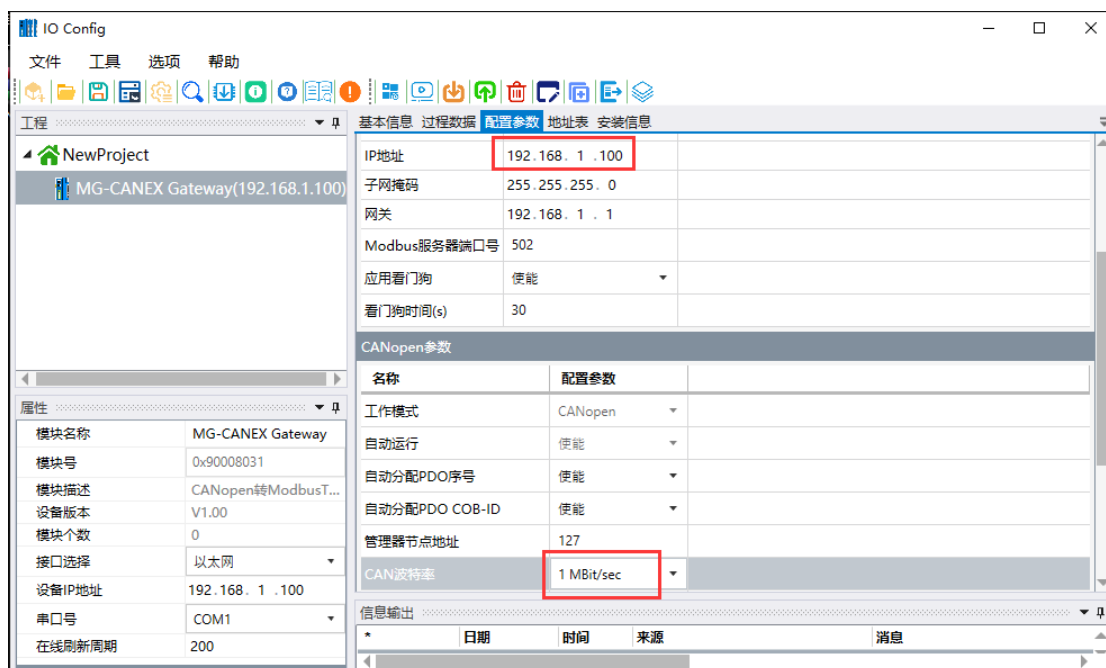 IO Config
文件 工具 选项 帮助
工程
NewProject
MG-CANEX Gateway(192.168.1.100)
基本信息 过程数据 配置参数 地址表 安装信息
IP地址 192.168. 1 .100
子网掩码 255.255.255. 0
网关 192.168. 1 . 1
Modbus服务器端口号 502
应用看门狗 使能
看门狗时间(s) 30
CANopen参数
名称 配置参数
工作模式 CANopen
自动运行 使能
自动分配PDO序号 使能
自动分配PDO COB-ID 使能
管理器节点地址 127
CAN波特率 1 MBit/sec
属性
模块名称 MG-CANEX Gateway
模块号 0x90008031
模块描述 CANopen转ModbusT...
设备版本 V1.00
模块个数 0
接口选择 以太网
设备IP地址 192.168. 1 .100
串口号 COM1
在线刷新周期 200
信息输出
* 日期 时间 来源 消息